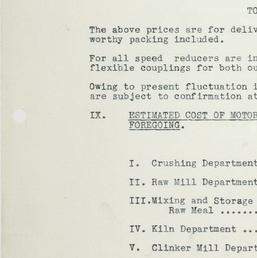 TO
The above prices are for deliv
worthy packing included.
For all speed reducers are in
flexible couplings for both ou
Owing to present fluctuation i
are subject to confirmation at
IX. ESTIMATED COST OF MOTOR
FOREGOING.
I. Crushing Department
II. Raw Mill Department
III.Mixing and Storage
Raw Meal .......
IV. Kiln Department ...
V. Clinker Mill Depart